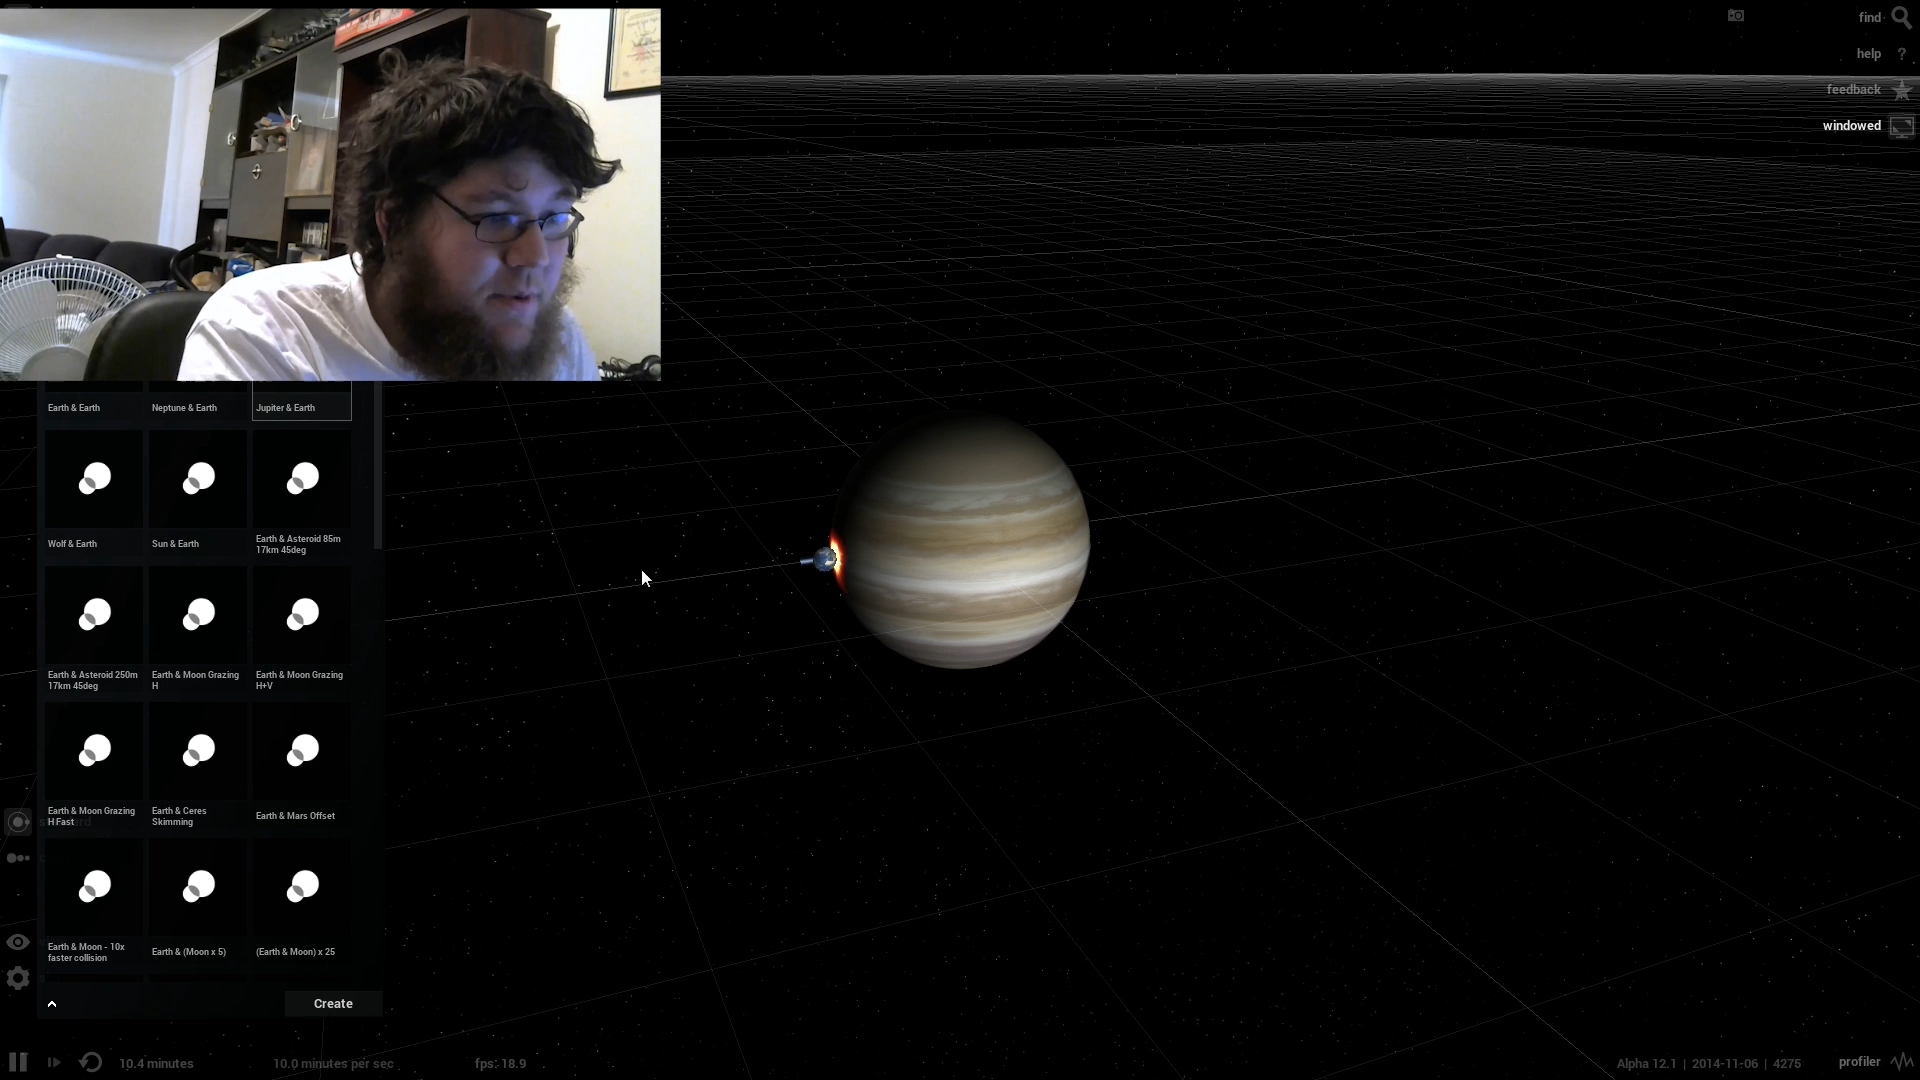 find
help ?
feedback
windowed
Earth & Earth
Neptune & Earth
Jupiter & Earth
Wolf & Earth
Sun & Earth
Earth & Asteroid 85m
17km 45deg
Earth & Asteroid 250m
17km 45deg
Earth & Moon Grazing
H
Earth & Moon Grazing
H+V
Earth & Moon Grazing
H Fast
Earth & Ceres
Skimming
Earth & Mars Offset
Earth & Moon - 10x
faster collision
Earth & (Moon x 5)
(Earth & Moon) x 25
Create
10.4 minutes
10.0 minutes per sec
fps: 18.9
Alpha 12.1 | 2014-11-06 | 4275
profiler